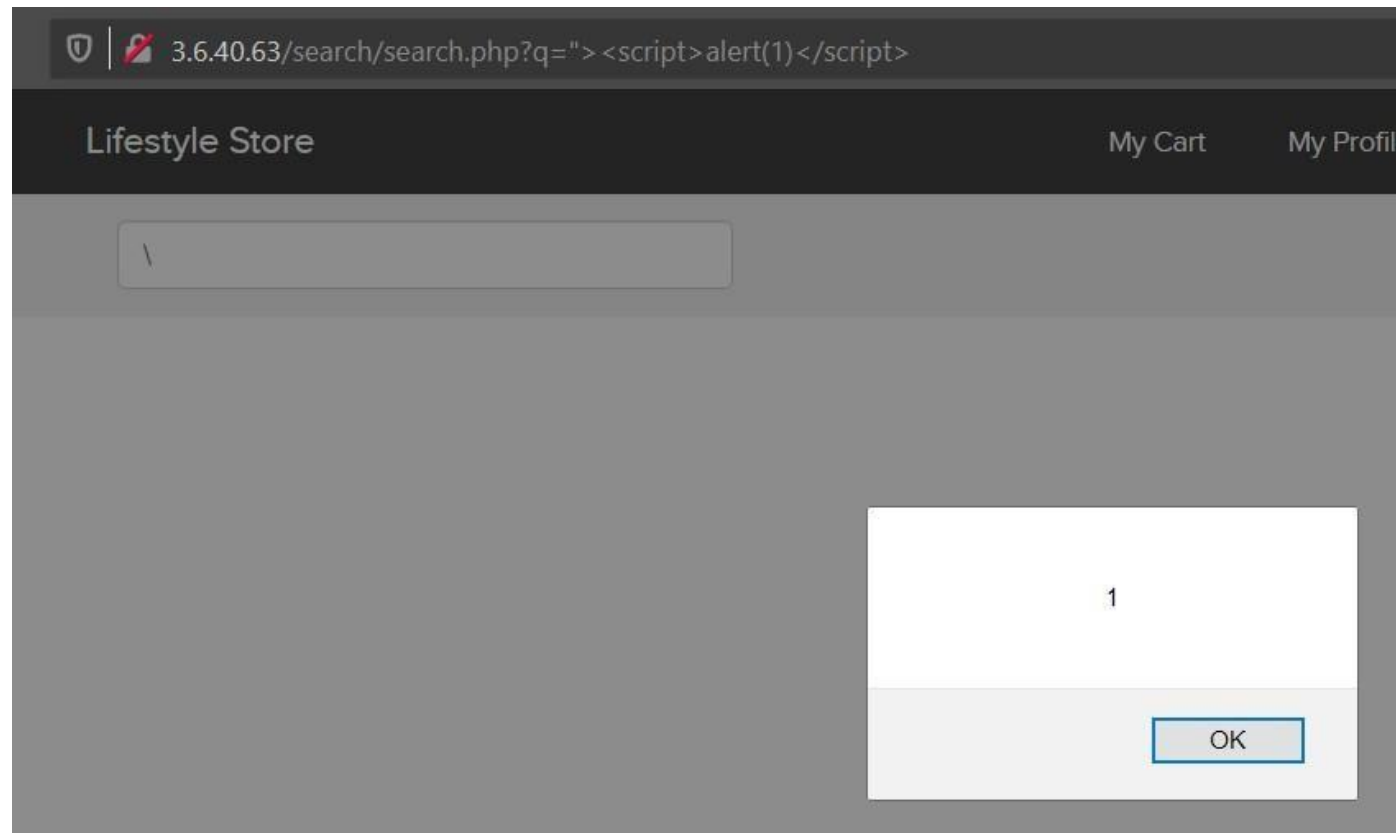 3.6.40.63/search/search.php?q="><script>alert(1)</script>
Lifestyle Store My Cart My Profil
\
1
OK